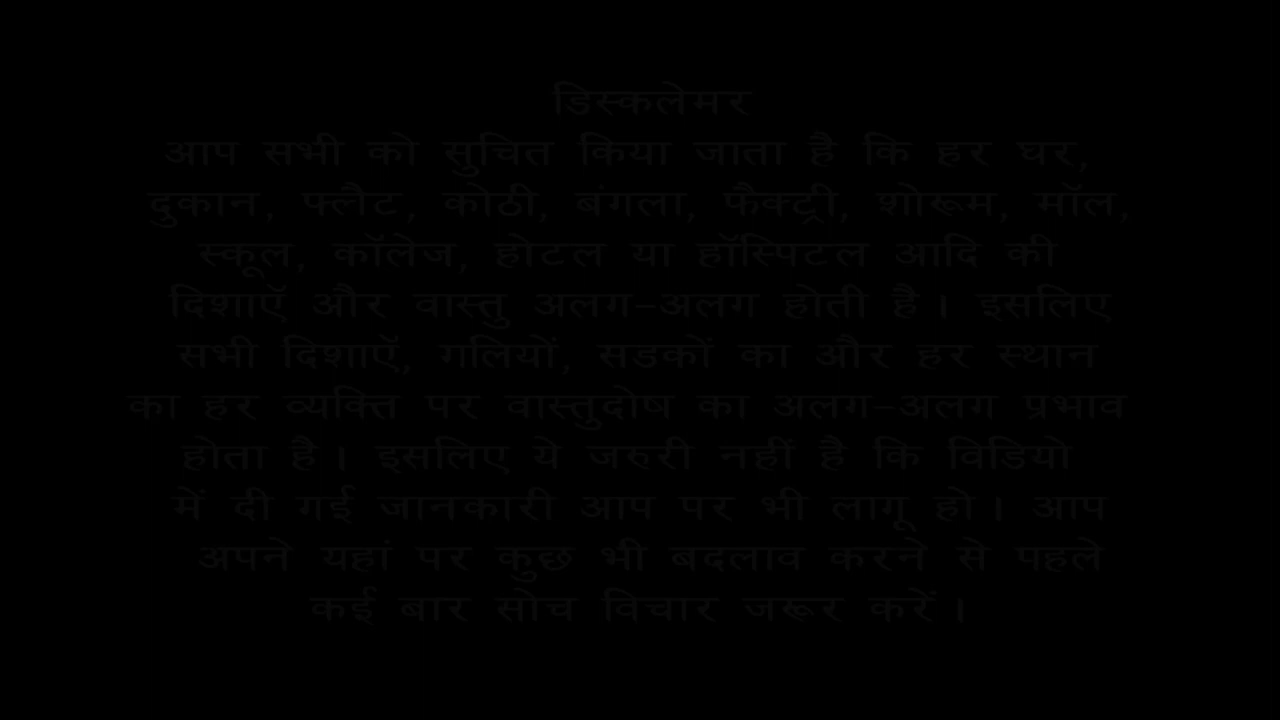 डिस्कलेमर
आप सभी को सुचित किया जाता है कि हर घर,
दुकान, फ्लैट, कोठी, बंगला, फैक्ट्री, शोरूम, मॉल,
स्कूल, कॉलेज, होटल या हॉस्पिटल आदि की
दिशाऍ और वास्तु अलग–अलग होती है। इसलिए
सभी दिशाऍ, गलियों, सडकों का और हर स्थान
का हर व्यक्ति पर वास्तुदोष का अलग–अलग प्रभाव
होता है। इसलिए ये जरुरी नहीं है कि विडियो
में दी गई जानकारी आप पर भी लागू हो। आप
अपने यहां पर कुछ भी बदलाव करने से पहले
कई बार सोच विचार जरूर करें।